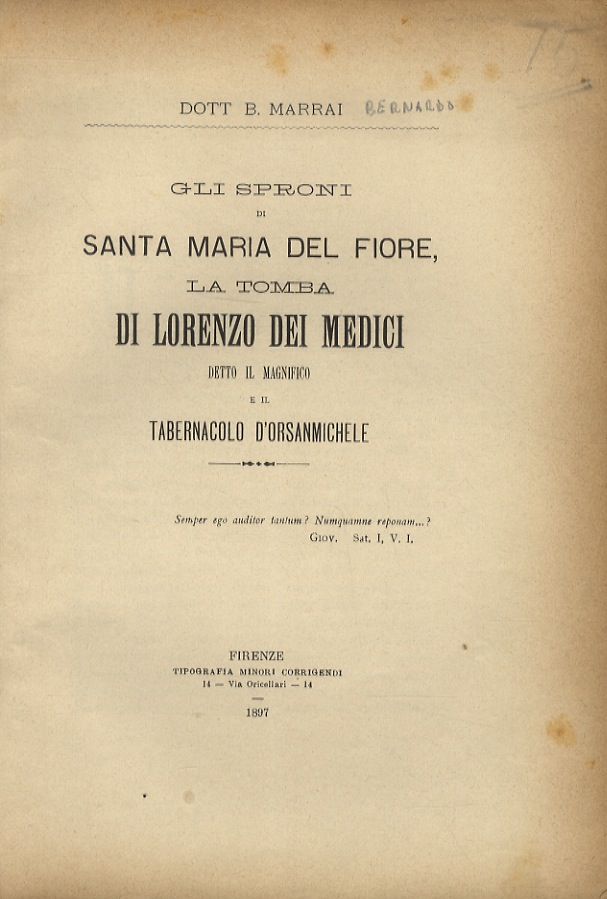 DOTT B. MARRAI BERNARDO
GLI SPRONI
DI
SANTA MARIA DEL FIORE,
LA TOMBA
DI LORENZO DEI MEDICI
DETTO IL MAGNIFICO
E IL
TABERNACOLO D'ORSANMICHELE
Semper ego auditor tantum? Numquamne reponam...?
GIOV. Sat. I, V. I.
FIRENZE
TIPOGRAFIA MINORI CORRIGENDI
14 — Via Oricellari — 14
1897